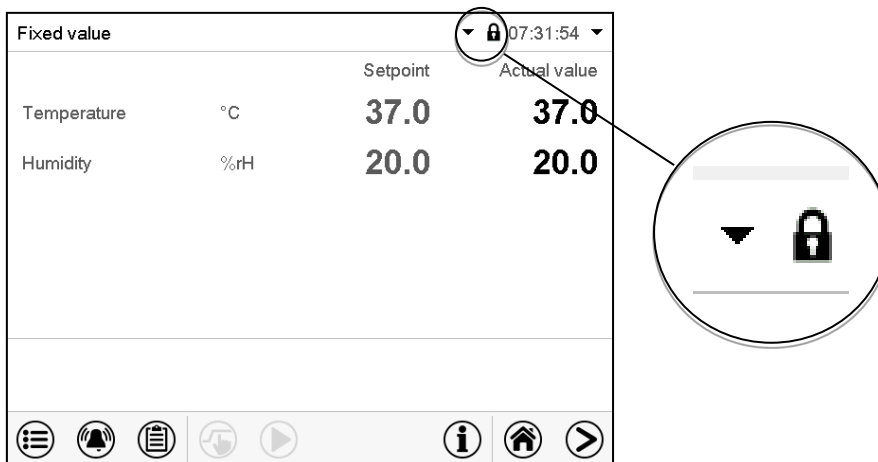 Fixed value 07:31:54
Setpoint Actual value
Temperature °C 37.0 37.0
Humidity %rH 20.0 20.0